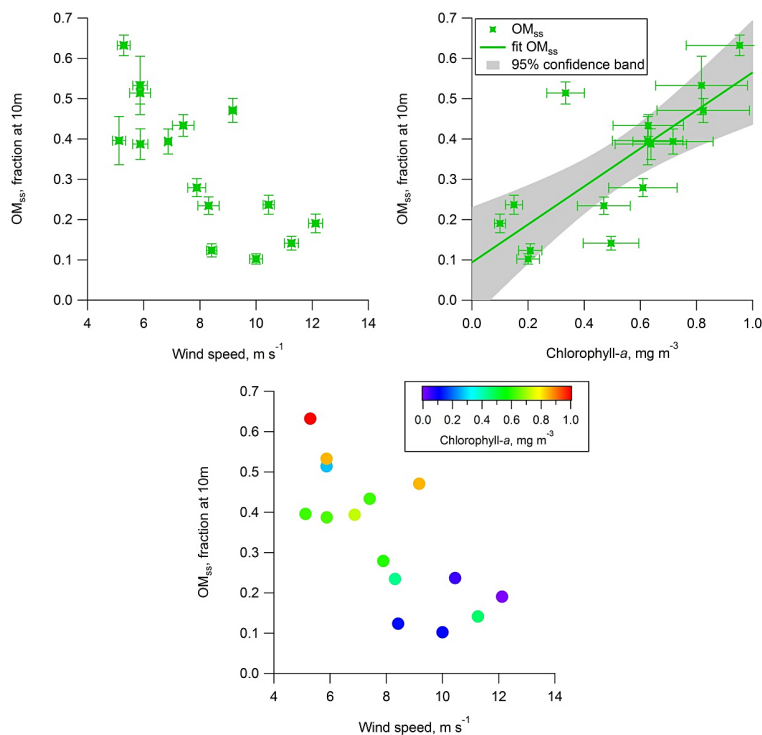 0.7
0.6
0.5
0.4
0.3
0.2
0.1
0.0
OMss, fraction at 10m
4 6 8 10 12 14
Wind speed, m s-1
0.7
0.6
0.5
0.4
0.3
0.2
0.1
0.0
OMss, fraction at 10m
OMss
fit OMss
95% confidence band
0.0 0.2 0.4 0.6 0.8 1.0
Chlorophyll-a, mg m-3
0.7
0.6
0.5
0.4
0.3
0.2
0.1
0.0
OMss, fraction at 10m
0.0 0.2 0.4 0.6 0.8 1.0
Chlorophyll-a, mg m-3
4 6 8 10 12 14
Wind speed, m s-1